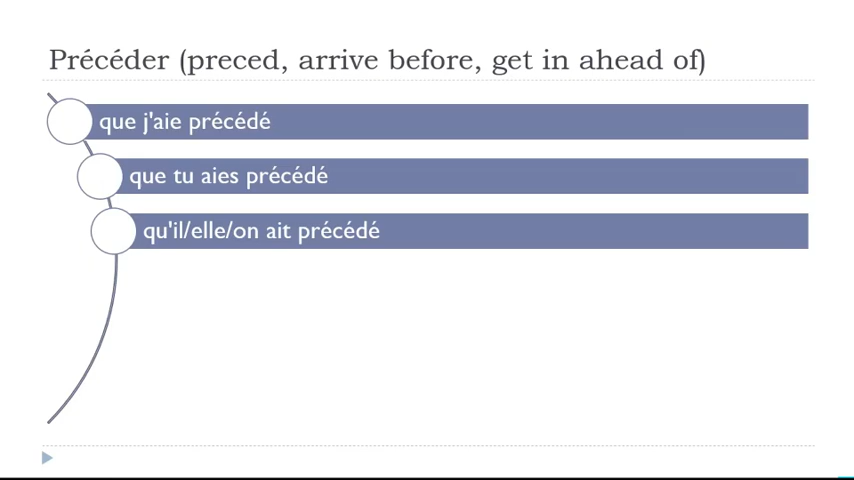 Précéder (preced, arrive before, get in ahead of)
que j'aie précédé
que tu aies précédé
qu'il/elle/on ait précédé